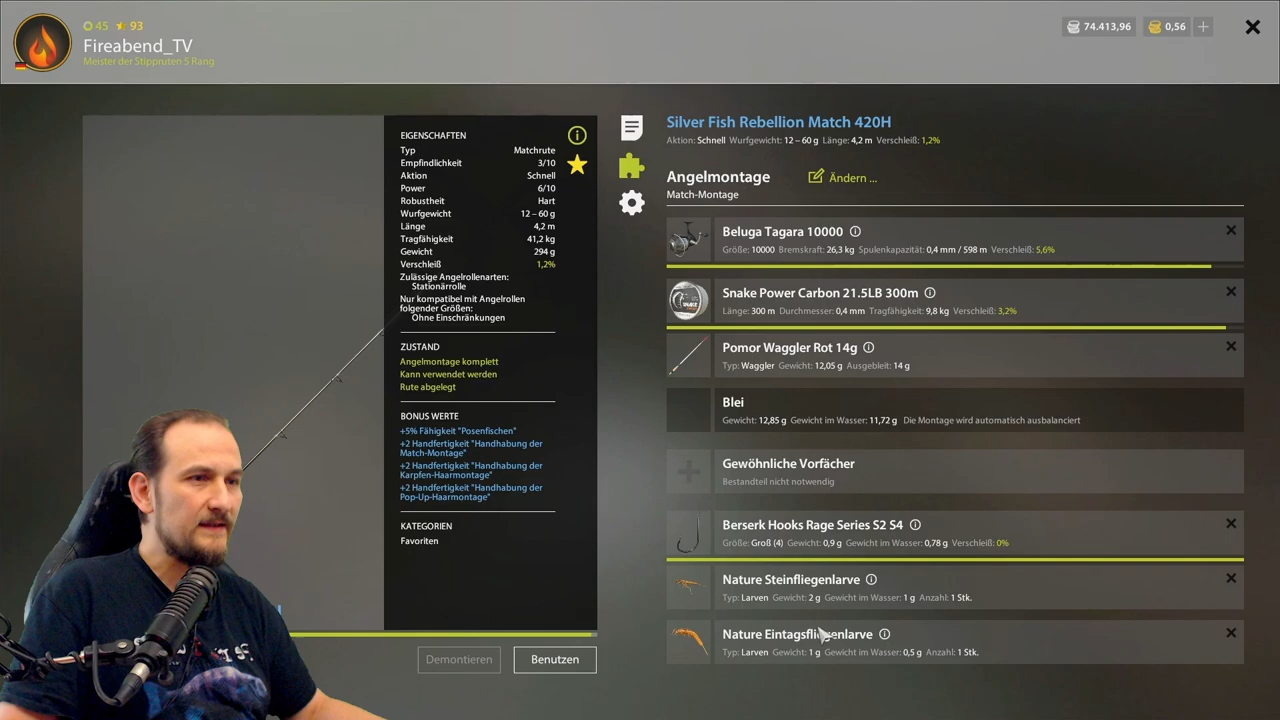 45 93
Fireabend_TV
Meister der Stippruten 5 Rang
74.413,96 0,56 +
EIGENSCHAFTEN
Typ Matchrute
Empfindlichkeit 3/10
Aktion Schnell
Power 6/10
Robustheit Hart
Wurfgewicht 12 – 60 g
Länge 4,2 m
Tragfähigkeit 41,2 kg
Gewicht 294 g
Verschleiß 1,2%
Zulässige Angelrollenarten:
Stationärrolle
Nur kompatibel mit Angelrollen
folgender Größen:
Ohne Einschränkungen
ZUSTAND
Angelmontage komplett
Kann verwendet werden
Rute abgelegt
BONUS WERTE
+5% Fähigkeit "Posenfischen"
+2 Handfertigkeit "Handhabung der
Match-Montage"
+2 Handfertigkeit "Handhabung der
Karpfen-Haarmontage"
+2 Handfertigkeit "Handhabung der
Pop-Up-Haarmontage"
KATEGORIEN
Favoriten
Demontieren Benutzen
Silver Fish Rebellion Match 420H
Aktion: Schnell Wurfgewicht: 12 – 60 g Länge: 4,2 m Verschleiß: 1,2%
Angelmontage Ändern ...
Match-Montage
Beluga Tagara 10000
Größe: 10000 Bremskraft: 26,3 kg Spulenkapazität: 0,4 mm / 598 m Verschleiß: 5,6%
Snake Power Carbon 21.5LB 300m
Länge: 300 m Durchmesser: 0,4 mm Tragfähigkeit: 9,8 kg Verschleiß: 3,2%
Pomor Waggler Rot 14g
Typ: Waggler Gewicht: 12,05 g Ausgebleit: 14 g
Blei
Gewicht: 12,85 g Gewicht im Wasser: 11,72 g Die Montage wird automatisch ausbalanciert
Gewöhnliche Vorfächer
Bestandteil nicht notwendig
Berserk Hooks Rage Series S2 S4
Größe: Groß (4) Gewicht: 0,9 g Gewicht im Wasser: 0,78 g Verschleiß: 0%
Nature Steinfliegenlarve
Typ: Larven Gewicht: 2 g Gewicht im Wasser: 1 g Anzahl: 1 Stk.
Nature Eintagsfliegenlarve
Typ: Larven Gewicht: 1 g Gewicht im Wasser: 0,5 g Anzahl: 1 Stk.